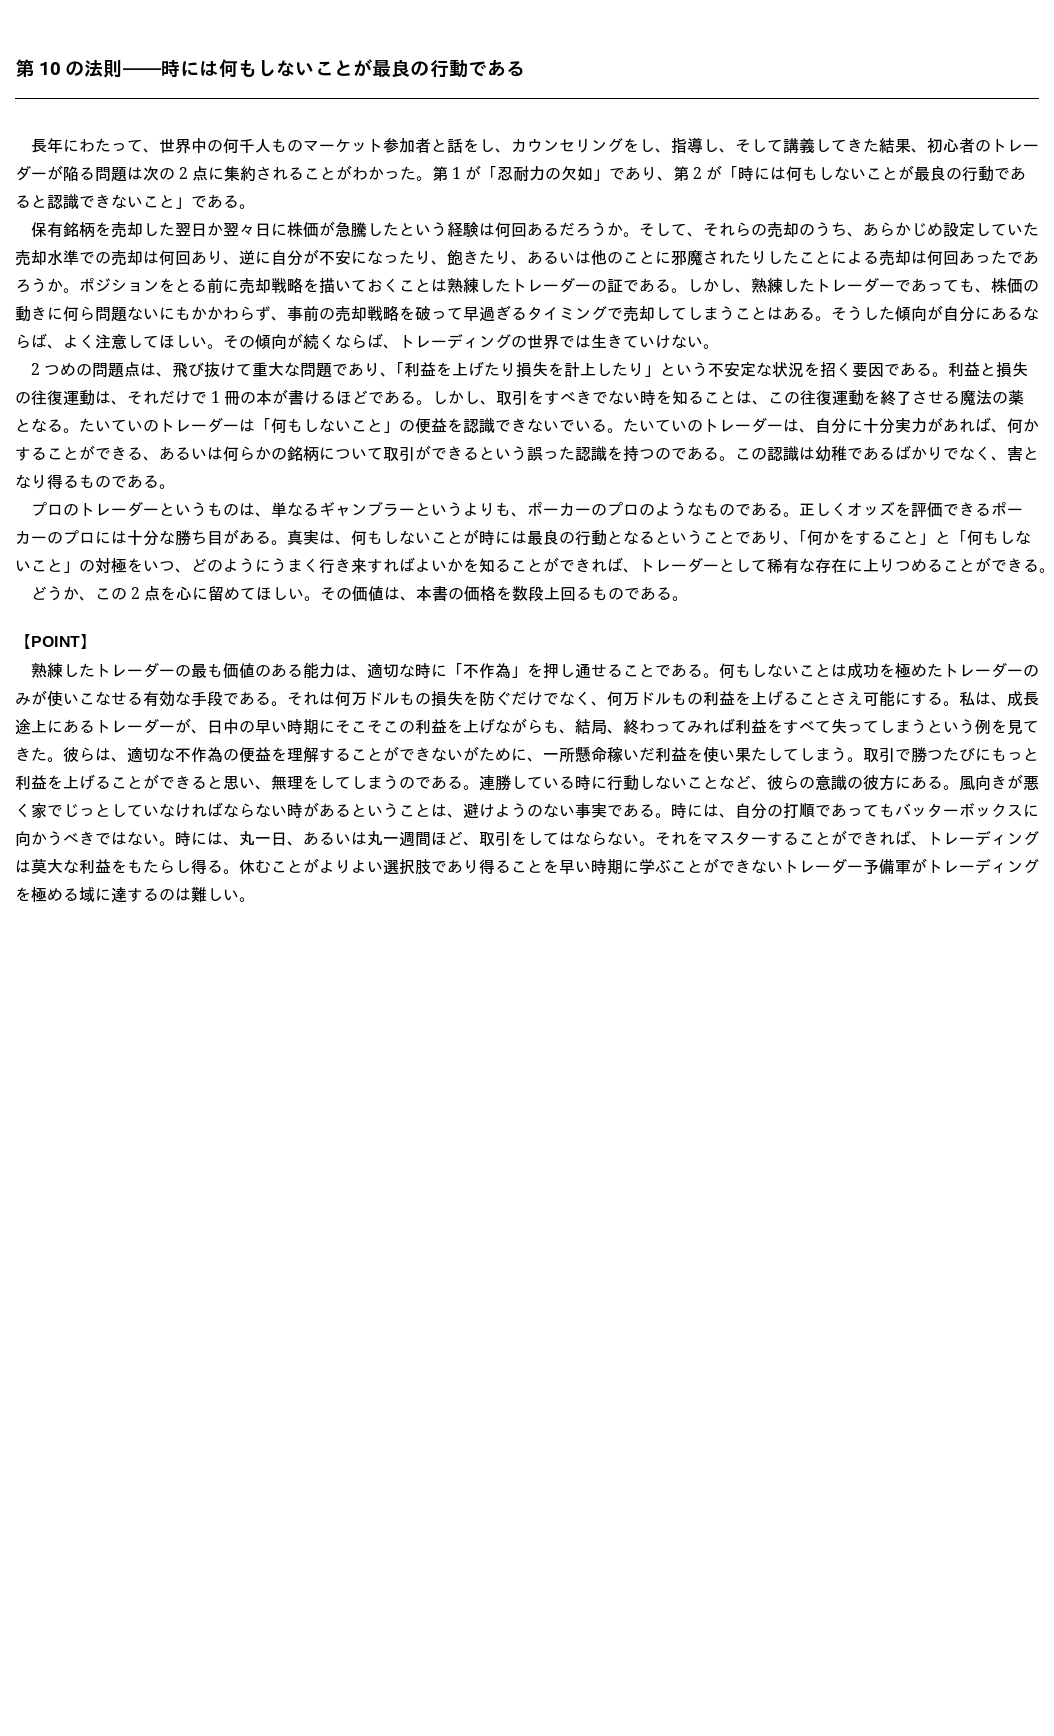 第 10 の法則——時には何もしないことが最良の行動である
　長年にわたって、世界中の何千人ものマーケット参加者と話をし、カウンセリングをし、指導し、そして講義してきた結果、初心者のトレー
ダーが陥る問題は次の 2 点に集約されることがわかった。第 1 が「忍耐力の欠如」であり、第 2 が「時には何もしないことが最良の行動であ
ると認識できないこと」である。
　保有銘柄を売却した翌日か翌々日に株価が急騰したという経験は何回あるだろうか。そして、それらの売却のうち、あらかじめ設定していた
売却水準での売却は何回あり、逆に自分が不安になったり、飽きたり、あるいは他のことに邪魔されたりしたことによる売却は何回あったであ
ろうか。ポジションをとる前に売却戦略を描いておくことは熟練したトレーダーの証である。しかし、熟練したトレーダーであっても、株価の
動きに何ら問題ないにもかかわらず、事前の売却戦略を破って早過ぎるタイミングで売却してしまうことはある。そうした傾向が自分にあるな
らば、よく注意してほしい。その傾向が続くならば、トレーディングの世界では生きていけない。
　2 つめの問題点は、飛び抜けて重大な問題であり、「利益を上げたり損失を計上したり」という不安定な状況を招く要因である。利益と損失
の往復運動は、それだけで 1 冊の本が書けるほどである。しかし、取引をすべきでない時を知ることは、この往復運動を終了させる魔法の薬
となる。たいていのトレーダーは「何もしないこと」の便益を認識できないでいる。たいていのトレーダーは、自分に十分実力があれば、何か
することができる、あるいは何らかの銘柄について取引ができるという誤った認識を持つのである。この認識は幼稚であるばかりでなく、害と
なり得るものである。
　プロのトレーダーというものは、単なるギャンブラーというよりも、ポーカーのプロのようなものである。正しくオッズを評価できるポー
カーのプロには十分な勝ち目がある。真実は、何もしないことが時には最良の行動となるということであり、「何かをすること」と「何もしな
いこと」の対極をいつ、どのようにうまく行き来すればよいかを知ることができれば、トレーダーとして稀有な存在に上りつめることができる。
　どうか、この 2 点を心に留めてほしい。その価値は、本書の価格を数段上回るものである。
【POINT】
　熟練したトレーダーの最も価値のある能力は、適切な時に「不作為」を押し通せることである。何もしないことは成功を極めたトレーダーの
みが使いこなせる有効な手段である。それは何万ドルもの損失を防ぐだけでなく、何万ドルもの利益を上げることさえ可能にする。私は、成長
途上にあるトレーダーが、日中の早い時期にそこそこの利益を上げながらも、結局、終わってみれば利益をすべて失ってしまうという例を見て
きた。彼らは、適切な不作為の便益を理解することができないがために、一所懸命稼いだ利益を使い果たしてしまう。取引で勝つたびにもっと
利益を上げることができると思い、無理をしてしまうのである。連勝している時に行動しないことなど、彼らの意識の彼方にある。風向きが悪
く家でじっとしていなければならない時があるということは、避けようのない事実である。時には、自分の打順であってもバッターボックスに
向かうべきではない。時には、丸一日、あるいは丸一週間ほど、取引をしてはならない。それをマスターすることができれば、トレーディング
は莫大な利益をもたらし得る。休むことがよりよい選択肢であり得ることを早い時期に学ぶことができないトレーダー予備軍がトレーディング
を極める域に達するのは難しい。